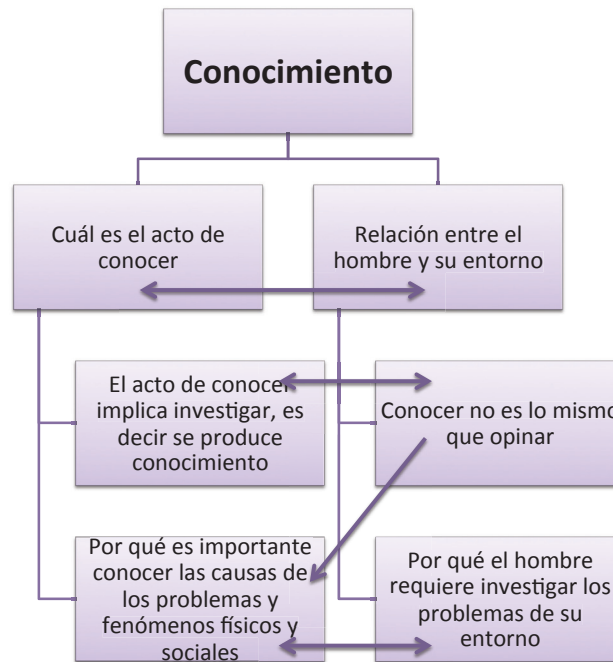 Conocimiento
Cuál es el acto de
conocer
Relación entre el
hombre y su entorno
El acto de conocer
implica investigar, es
decir se produce
conocimiento
Conocer no es lo mismo
que opinar
Por qué es importante
conocer las causas de
los problemas y
fenómenos físicos y
sociales
Por qué el hombre
requiere investigar los
problemas de su
entorno